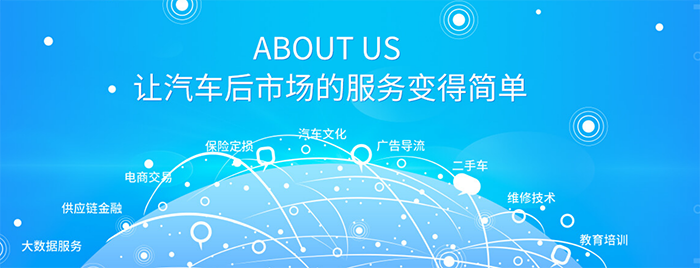 ABOUT US
让汽车后市场的服务变得简单
汽车文化
保险定损
广告导流
二手车
电商交易
维修技术
供应链金融
教育培训
大数据服务